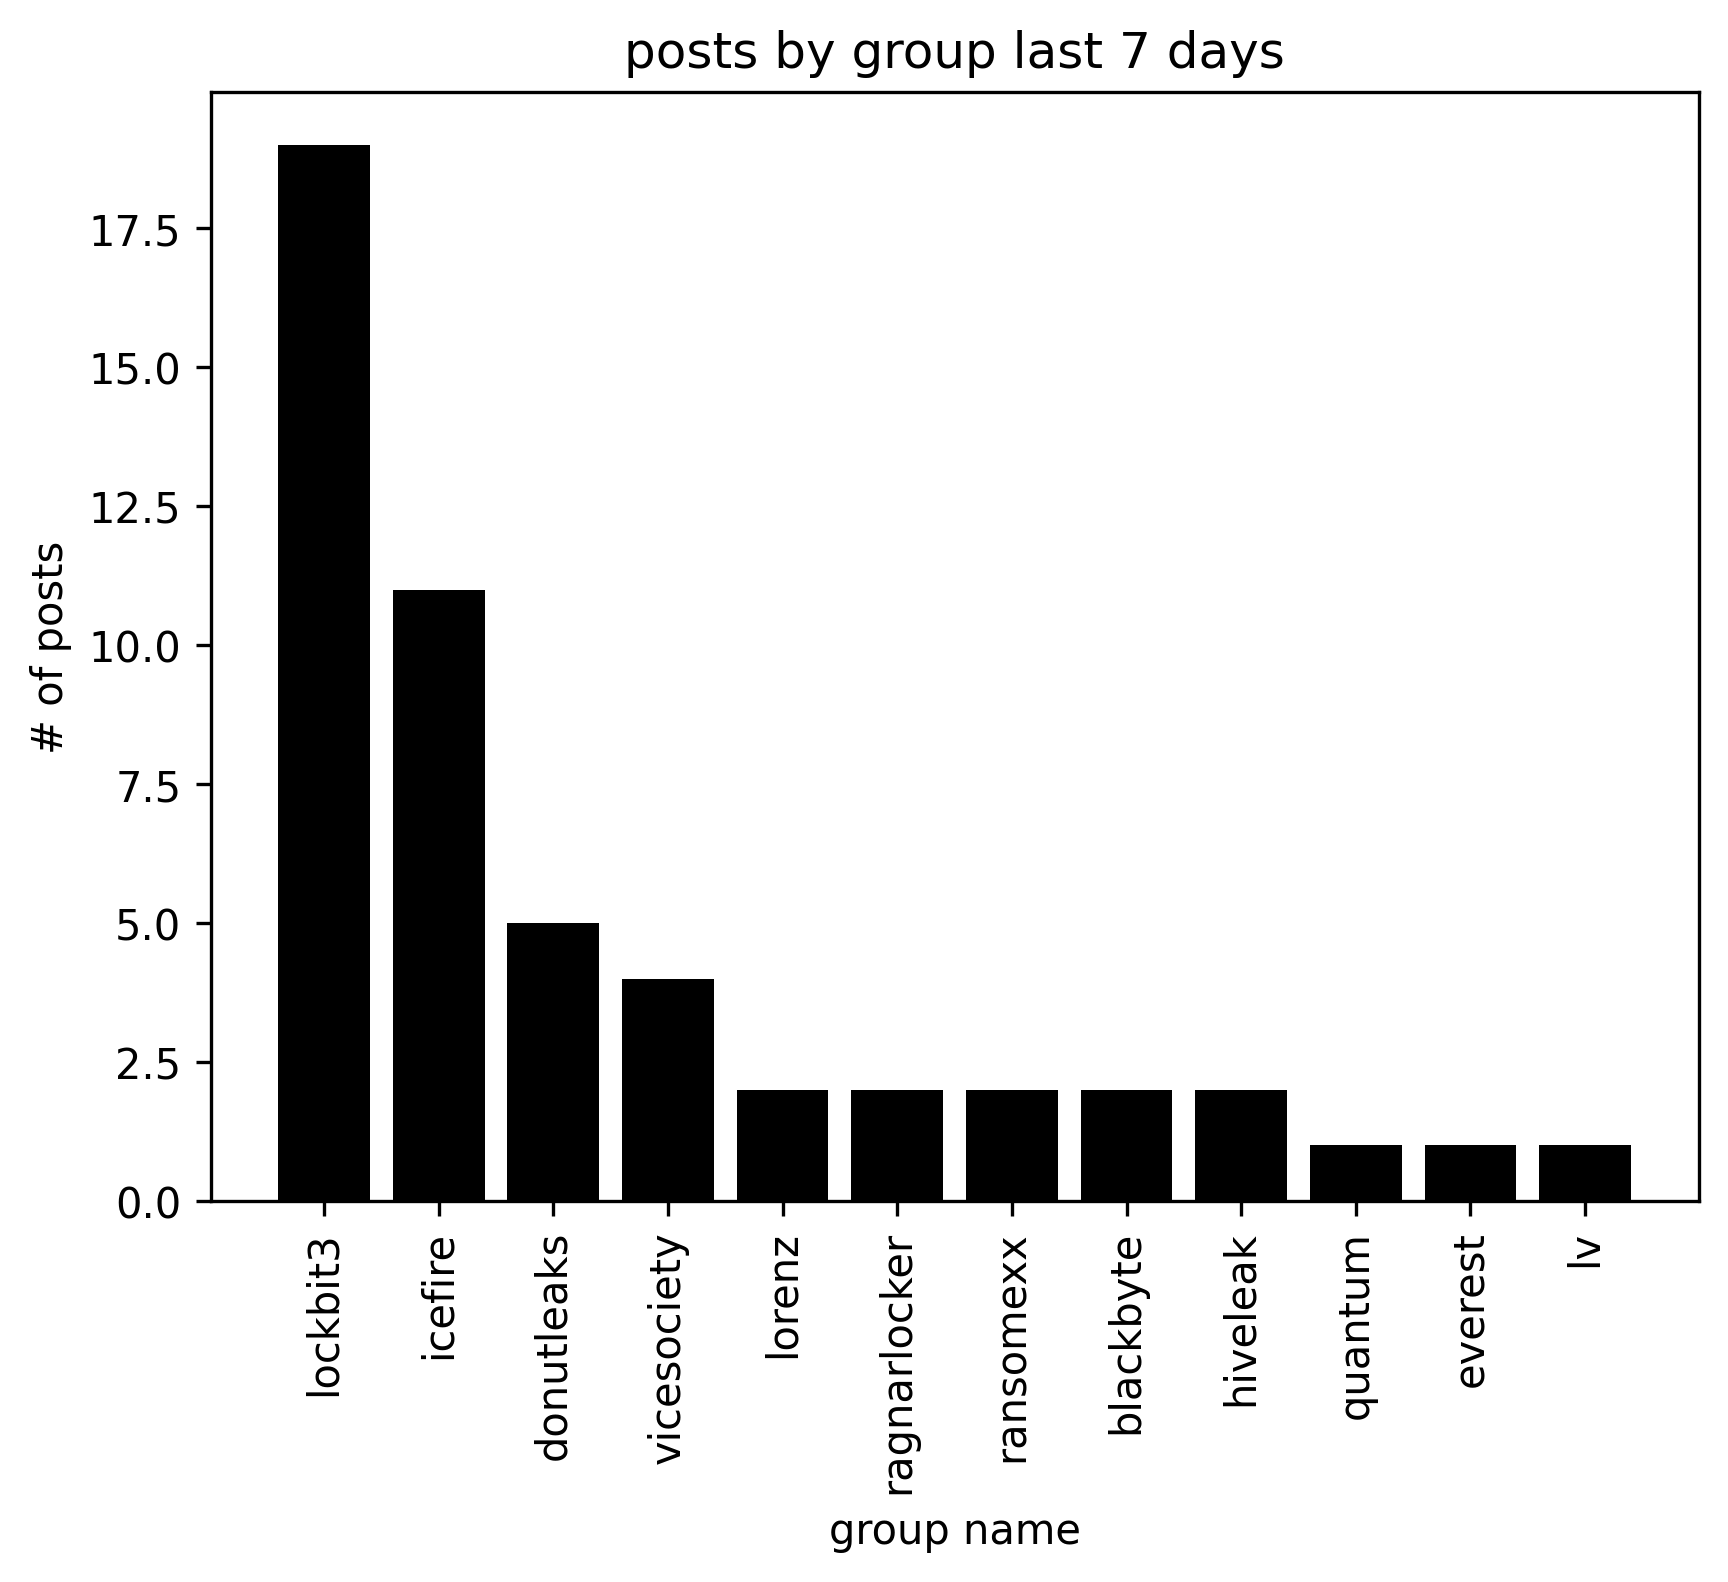 posts by group last 7 days
# of posts
17.5
15.0
12.5
10.0
7.5
5.0
2.5
0.0
lockbit3
icefire
donutleaks
vicesociety
lorenz
ragnarlocker
ransomexx
blackbyte
hiveleak
quantum
everest
lv
group name